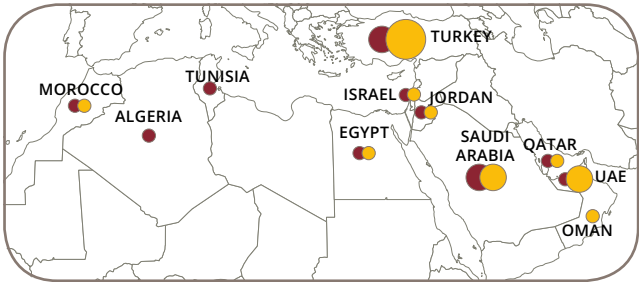 TURKEY
TUNISIA
MOROCCO
ISRAEL
JORDAN
ALGERIA
EGYPT
SAUDI
ARABIA
QATAR
UAE
OMAN